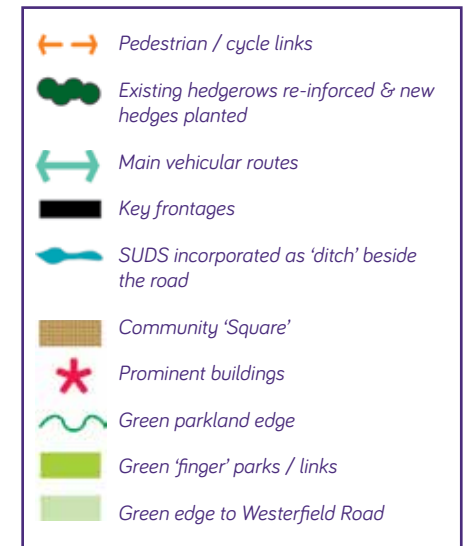 Pedestrian / cycle links
Existing hedgerows re-inforced & new
hedges planted
Main vehicular routes
Key frontages
SUDS incorporated as ‘ditch’ beside
the road
Community ‘Square’
Prominent buildings
Green parkland edge
Green ‘finger’ parks / links
Green edge to Westerfield Road